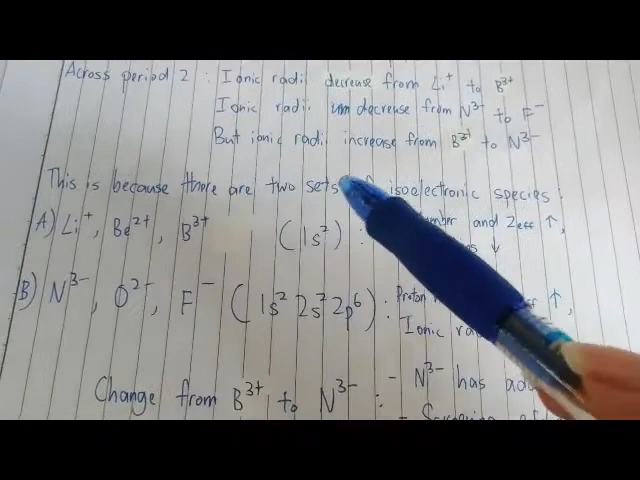 Across period 2 : Ionic radii decrease from Li⁺ to B³⁺
Ionic radii decrease from N³⁻ to F⁻
But ionic radii increase from B³⁺ to N³⁻
This is because there are two sets isoelectronic species :
A) Li⁺, Be²⁺, B³⁺ (1s²) : and Zeff ↑,
↓
B) N³⁻, O²⁻, F⁻ (1s² 2s² 2p⁶) : Proton ↑,
Ionic
Change from B³⁺ to N³⁻ : - N³⁻ has
-